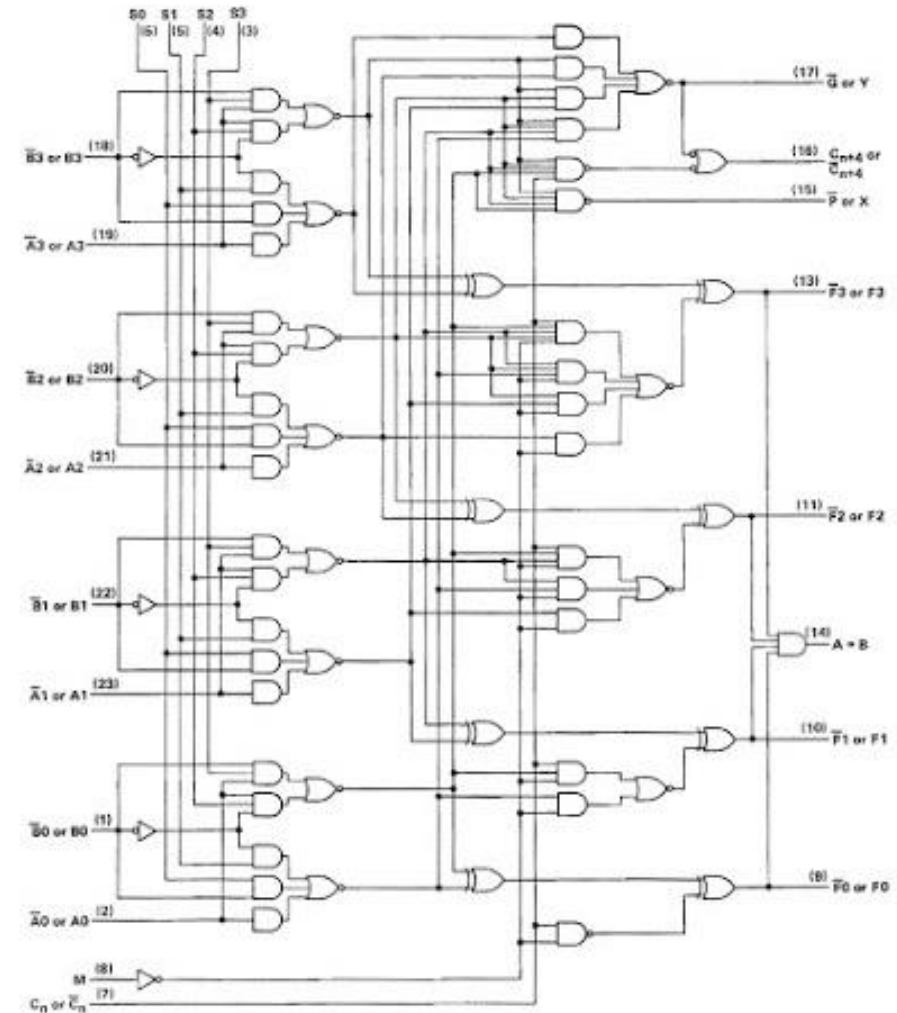 S0 S1 S2 S3
(6) (5) (4) (3)
(17) G̅ or Y
B̅3 or B3 (18)
(16) Cn+4 or
C̅n+4
(15) P̅ or X
A̅3 or A3 (19)
(13) F̅3 or F3
B̅2 or B2 (20)
A̅2 or A2 (21)
(11) F̅2 or F2
B̅1 or B1 (22)
(14) A = B
A̅1 or A1 (23)
(10) F̅1 or F1
B̅0 or B0 (1)
(9) F̅0 or F0
A̅0 or A0 (2)
M (8)
Cn or C̅n (7)